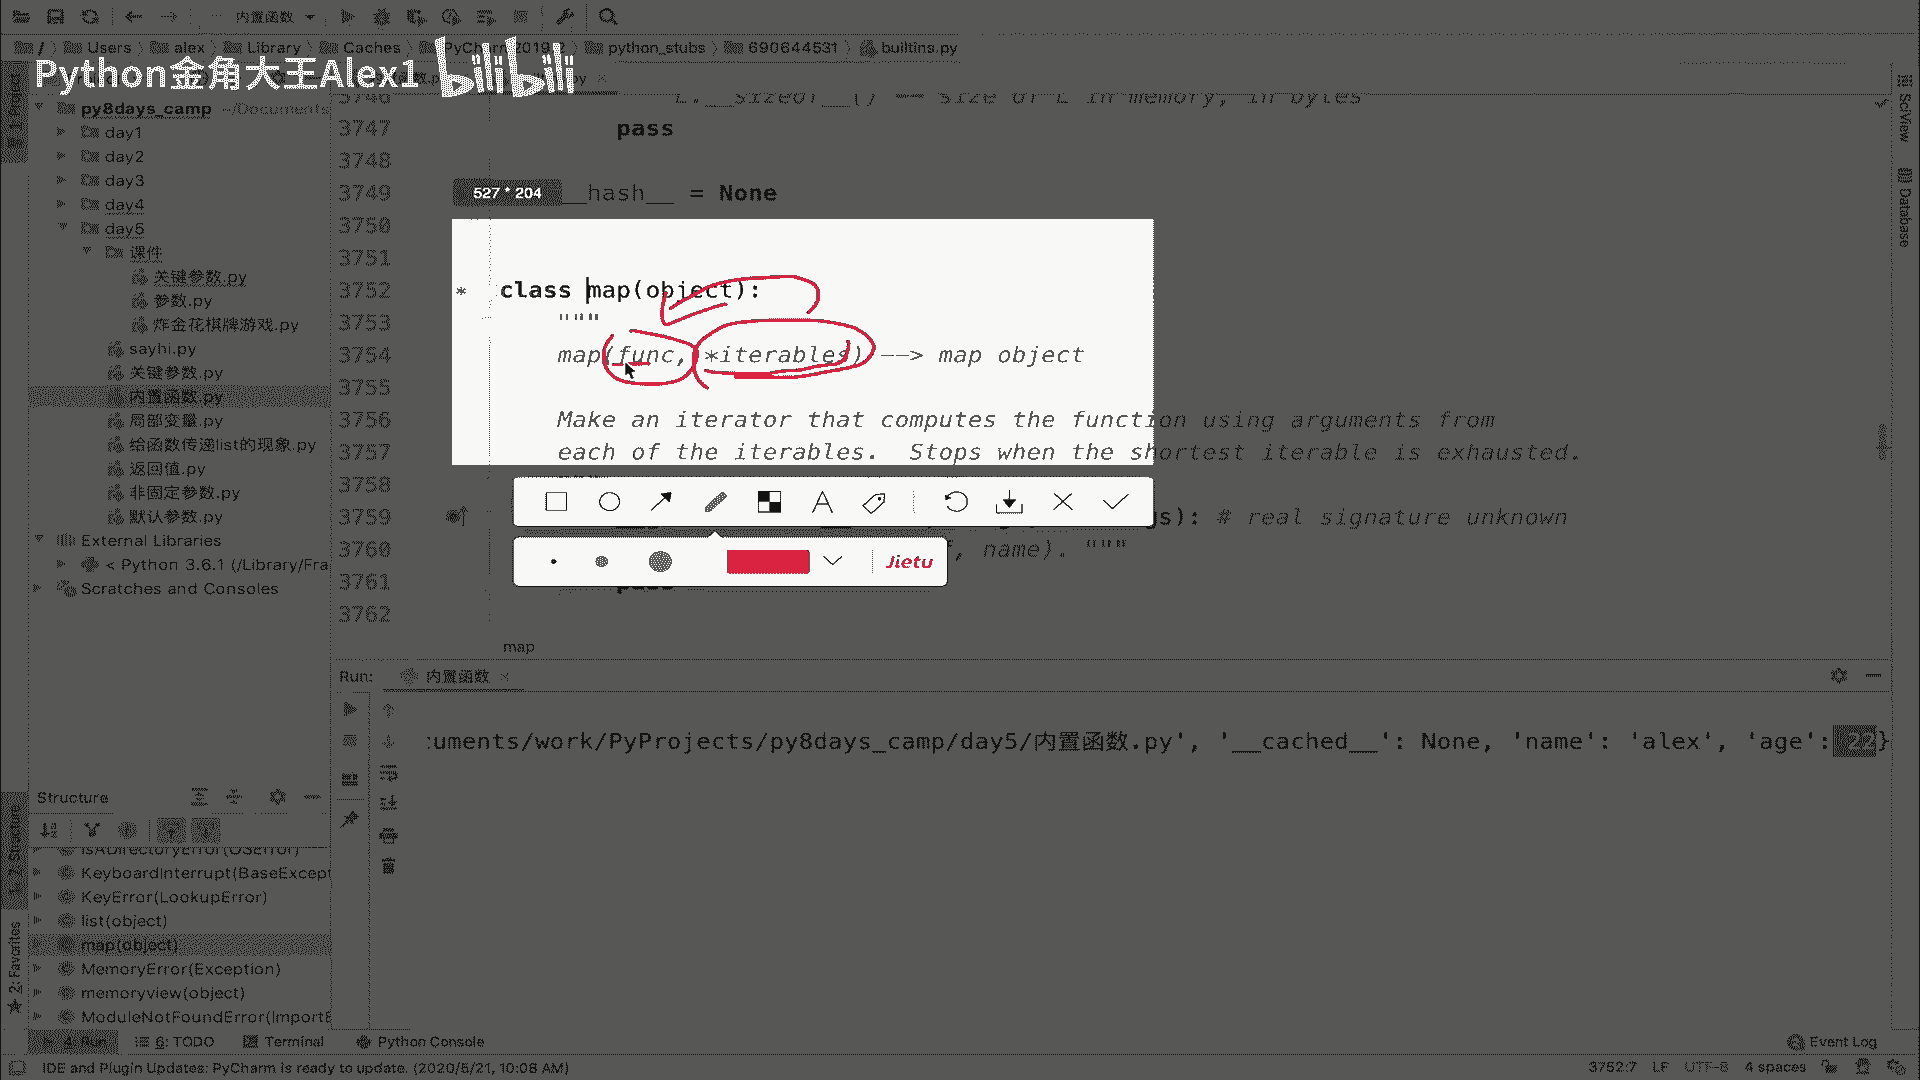 内置函数
/ Users alex Library Caches PyCharm2019.2 python_stubs 690644531 builtins.py
Python金角大王Alex1 bilibili
py8days_camp ~/Documents
day1
day2
day3
day4
day5
课件
关键参数.py
参数.py
炸金花棋牌游戏.py
sayhi.py
关键参数.py
内置函数.py
局部变量.py
给函数传递list的现象.py
返回值.py
非固定参数.py
默认参数.py
External Libraries
< Python 3.6.1 (/Library/Fra
Scratches and Consoles
3746 L.__sizeof__() -- size of L in memory, in bytes
3747 pass
3748
3749 __hash__ = None
527 * 204
3750
3751
3752 class map(object):
3753 """
3754 map(func, *iterables) --> map object
3755
3756 Make an iterator that computes the function using arguments from
3757 each of the iterables.  Stops when the shortest iterable is exhausted.
3758
3759 gs): # real signature unknown
3760 , name). """
3761 pass
3762
Jietu
map
Run: 内置函数
cuments/work/PyProjects/py8days_camp/day5/内置函数.py', '__cached__': None, 'name': 'alex', 'age': 22}
Structure
IsADirectoryError(OSError)
KeyboardInterrupt(BaseExcept
KeyError(LookupError)
list(object)
map(object)
MemoryError(Exception)
memoryview(object)
ModuleNotFoundError(ImportE
1: Project
7: Structure
2: Favorites
SciView
Database
4: Run
6: TODO
Terminal
Python Console
Event Log
IDE and Plugin Updates: PyCharm is ready to update. (2020/5/21, 10:08 AM)
3752:7 LF UTF-8 4 spaces